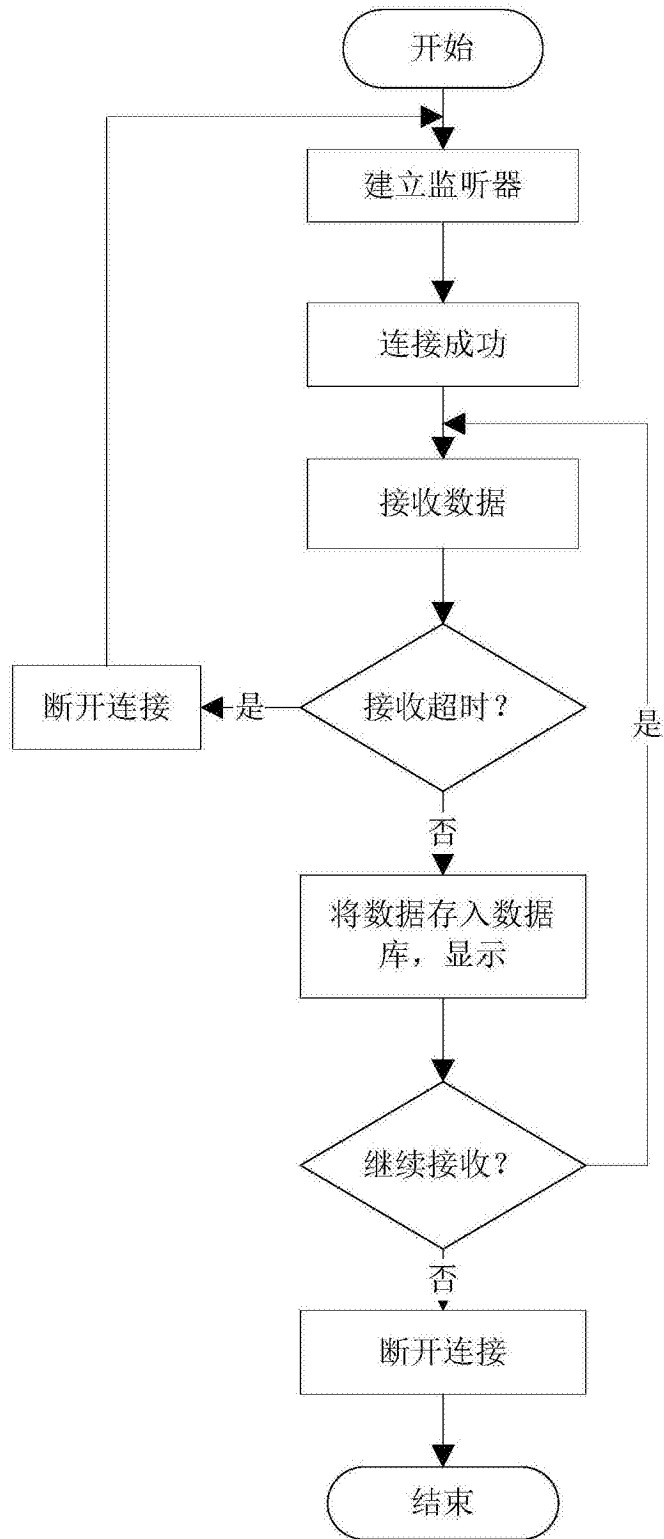 开始
建立监听器
连接成功
接收数据
接收超时?
是
断开连接
否
将数据存入数据
库，显示
继续接收?
是
否
断开连接
结束